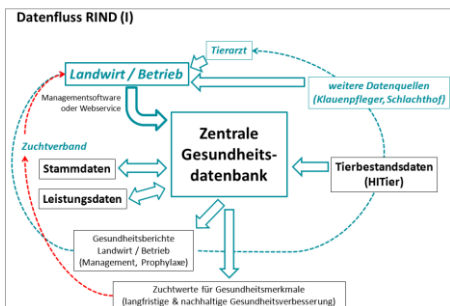 Datenfluss RIND (I)
Tierarzt
Landwirt / Betrieb
weitere Datenquellen
(Klauenpfleger, Schlachthof)
Managementsoftware
oder Webservice
Zuchtverband
Zentrale
Gesundheits-
datenbank
Stammdaten
Leistungsdaten
Tierbestandsdaten
(HITier)
Gesundheitsberichte
Landwirt / Betrieb
(Management, Prophylaxe)
Zuchtwerte für Gesundheitsmerkmale
(langfristige & nachhaltige Gesundheitsverbesserung)